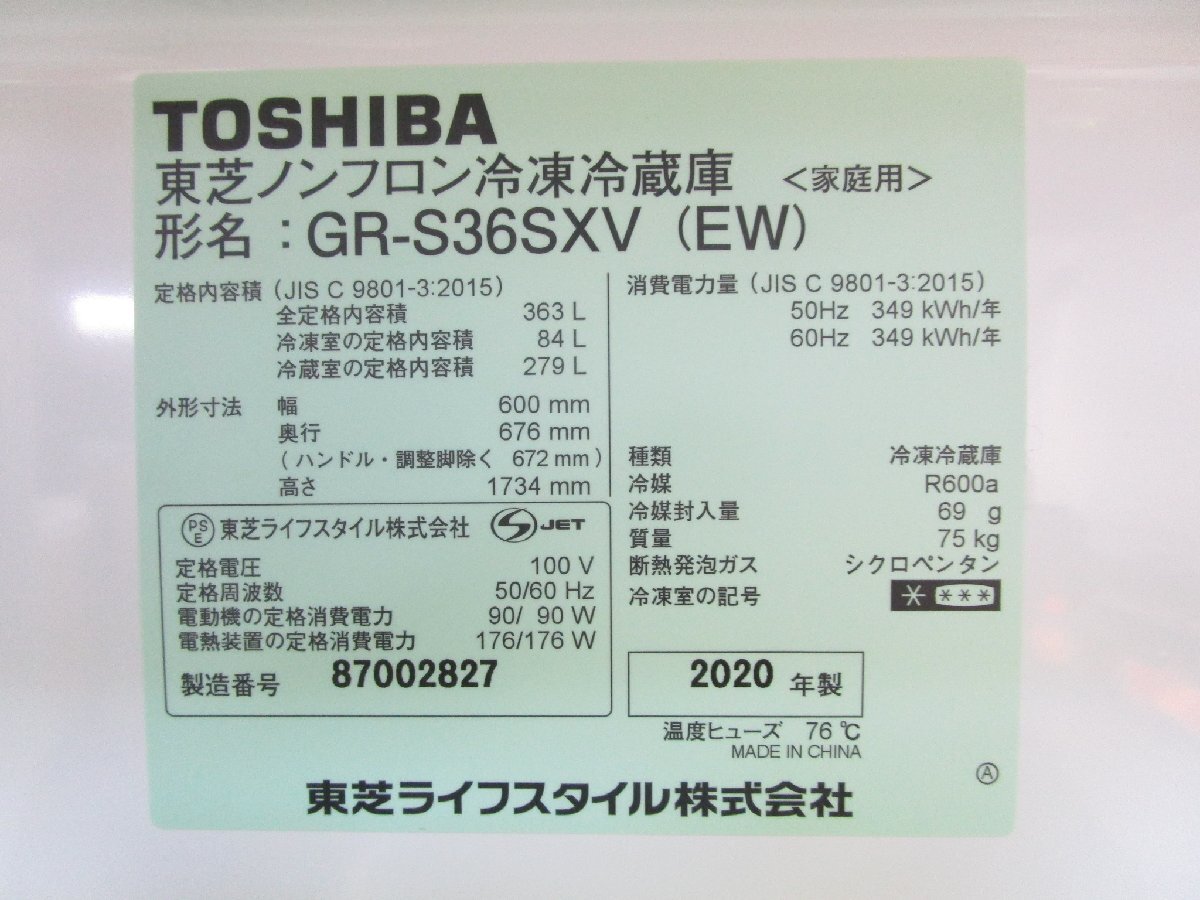 TOSHIBA
東芝ノンフロン冷凍冷蔵庫 <家庭用>
形名：GR-S36SXV（EW）
定格内容積（JIS C 9801-3:2015）
全定格内容積 363 L
冷凍室の定格内容積 84 L
冷蔵室の定格内容積 279 L
外形寸法 幅 600 mm
奥行 676 mm
（ハンドル・調整脚除く 672 mm）
高さ 1734 mm
消費電力量（JIS C 9801-3:2015）
50Hz 349 kWh/年
60Hz 349 kWh/年
種類 冷凍冷蔵庫
冷媒 R600a
冷媒封入量 69 g
質量 75 kg
断熱発泡ガス シクロペンタン
冷凍室の記号 * ***
PSE 東芝ライフスタイル株式会社 JET
定格電圧 100 V
定格周波数 50/60 Hz
電動機の定格消費電力 90/ 90 W
電熱装置の定格消費電力 176/176 W
製造番号 87002827
2020 年製
温度ヒューズ 76 ℃
MADE IN CHINA
Ⓐ
東芝ライフスタイル株式会社